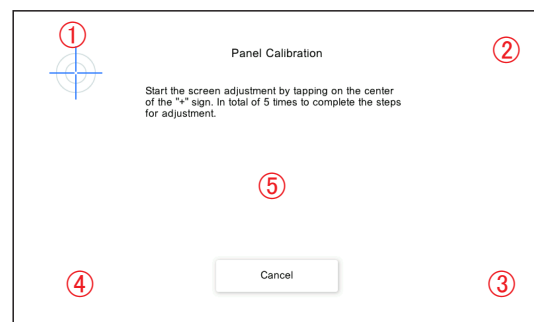 ①
②
Panel Calibration
Start the screen adjustment by tapping on the center
of the "+" sign. In total of 5 times to complete the steps
for adjustment.
⑤
Cancel
④
③